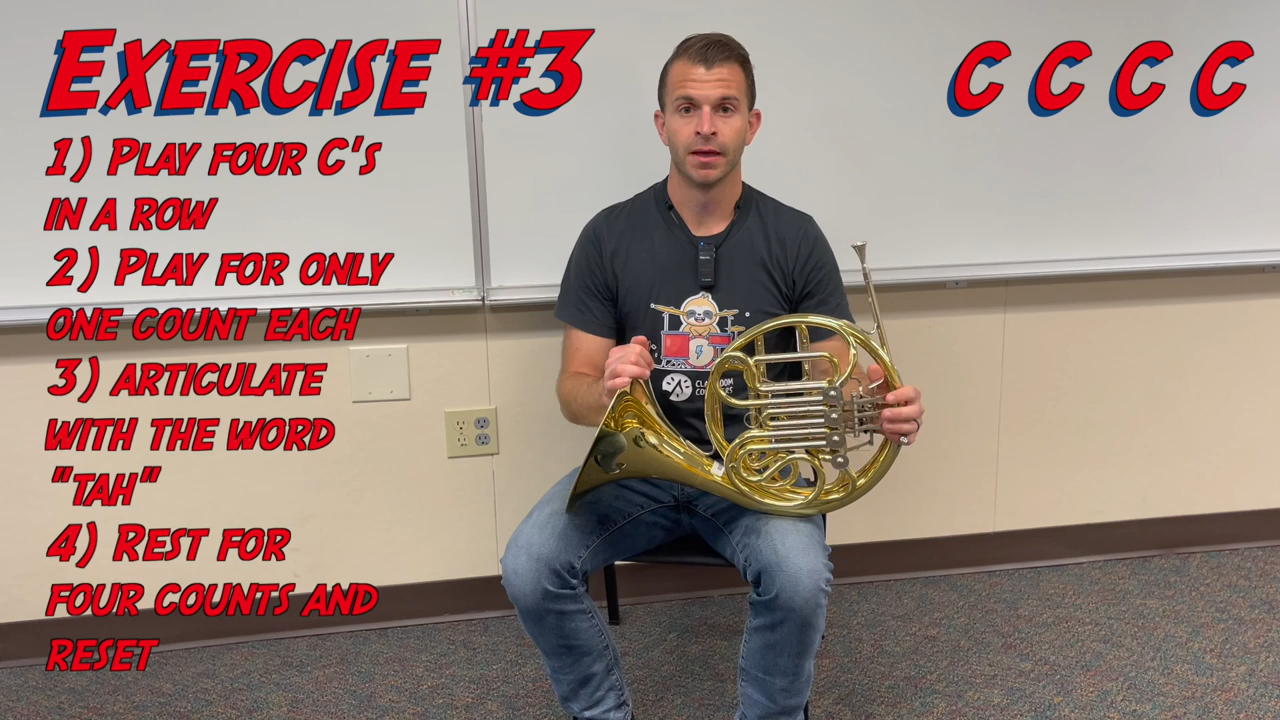 Exercise #3
C C C C
1) Play four C's
in a row
2) Play for only
one count each
3) articulate
with the word
"tah"
4) Rest for
four counts and
reset